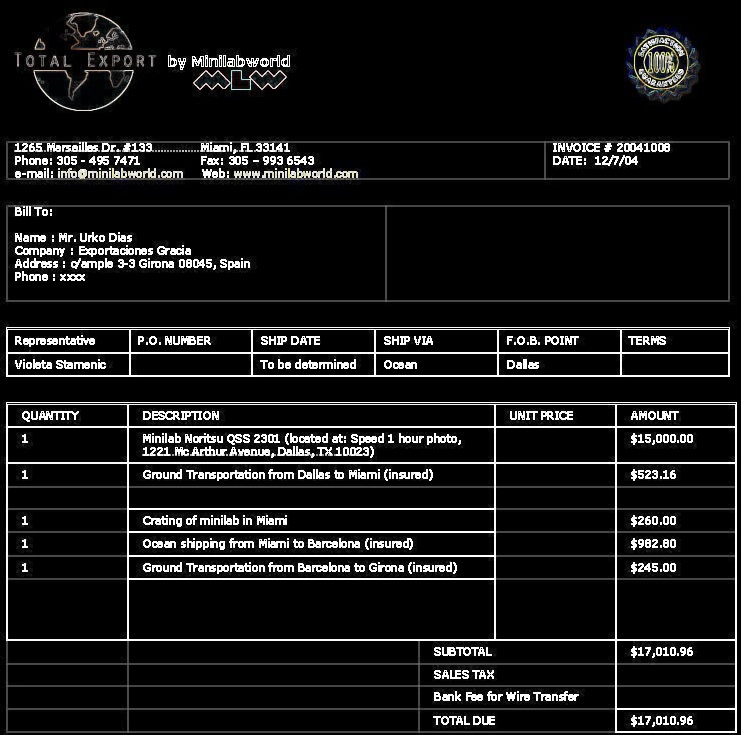 TOTAL EXPORT by Minilabworld
MLW
SATISFACTION
100%
GUARANTEED
1265 Marseilles Dr. #133 Miami, FL 33141
Phone: 305 - 495 7471 Fax: 305 – 993 6543
e-mail: info@minilabworld.com Web: www.minilabworld.com
INVOICE # 20041008
DATE: 12/7/04
Bill To:
Name : Mr. Urko Dias
Company : Exportaciones Gracia
Address : c/ample 3-3 Girona 08045, Spain
Phone : xxxx
Representative P.O. NUMBER SHIP DATE SHIP VIA F.O.B. POINT TERMS
Violeta Stamenic To be determined Ocean Dallas
QUANTITY DESCRIPTION UNIT PRICE AMOUNT
1 Minilab Noritsu QSS 2301 (located at: Speed 1 hour photo, $15,000.00
1221 Mc Arthur Avenue, Dallas, TX 10023)
1 Ground Transportation from Dallas to Miami (insured) $523.16
1 Crating of minilab in Miami $260.00
1 Ocean shipping from Miami to Barcelona (insured) $982.80
1 Ground Transportation from Barcelona to Girona (insured) $245.00
SUBTOTAL $17,010.96
SALES TAX
Bank Fee for Wire Transfer
TOTAL DUE $17,010.96